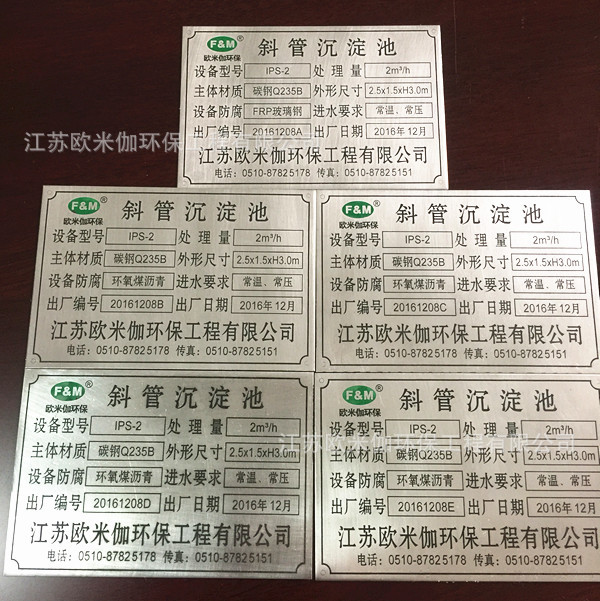 F&M®
欧米伽环保
斜管沉淀池
设备型号 IPS-2 处理量 2m³/h
主体材质 碳钢Q235B 外形尺寸 2.5x1.5xH3.0m
设备防腐 FRP玻璃钢 进水要求 常温、常压
出厂编号 20161208A 出厂日期 2016年12月
江苏欧米伽环保工程有限公司
电话：0510-87825178 传真：0510-87825151
江苏欧米伽环保工程有限公司
F&M®
欧米伽环保
斜管沉淀池
设备型号 IPS-2 处理量 2m³/h
主体材质 碳钢Q235B 外形尺寸 2.5x1.5xH3.0m
设备防腐 环氧煤沥青 进水要求 常温、常压
出厂编号 20161208B 出厂日期 2016年12月
江苏欧米伽环保工程有限公司
电话：0510-87825178 传真：0510-87825151
F&M®
欧米伽环保
斜管沉淀池
设备型号 IPS-2 处理量 2m³/h
主体材质 碳钢Q235B 外形尺寸 2.5x1.5xH3.0m
设备防腐 环氧煤沥青 进水要求 常温、常压
出厂编号 20161208C 出厂日期 2016年12月
江苏欧米伽环保工程有限公司
电话：0510-87825178 传真：0510-87825151
F&M®
欧米伽环保
斜管沉淀池
设备型号 IPS-2 处理量 2m³/h
主体材质 碳钢Q235B 外形尺寸 2.5x1.5xH3.0m
设备防腐 环氧煤沥青 进水要求 常温、常压
出厂编号 20161208D 出厂日期 2016年12月
江苏欧米伽环保工程有限公司
电话：0510-87825178 传真：0510-87825151
F&M®
欧米伽环保
斜管沉淀池
设备型号 IPS-2 处理量 2m³/h
主体材质 碳钢Q235B 外形尺寸 2.5x1.5xH3.0m
设备防腐 环氧煤沥青 进水要求 常温、常压
出厂编号 20161208E 出厂日期 2016年12月
江苏欧米伽环保工程有限公司
电话：0510-87825178 传真：0510-87825151
江苏欧米伽环保工程有限公司